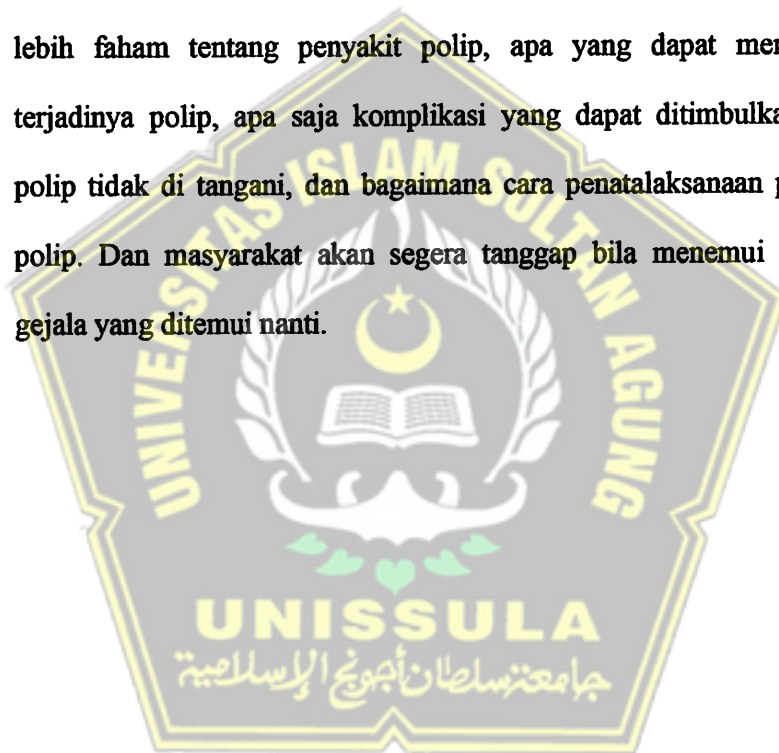 lebih faham tentang penyakit polip, apa yang dapat
terjadinya polip, apa saja komplikasi yang dapat
polip tidak di tangani, dan bagaimana cara penatalaksanaan
polip. Dan masyarakat akan segera tanggap bila menemui
gejala yang ditemui nanti.
UNIVERSITAS ISLAM SULTAN AGUNG
UNISSULA
جامعة سلطان أجونج الإسلامية